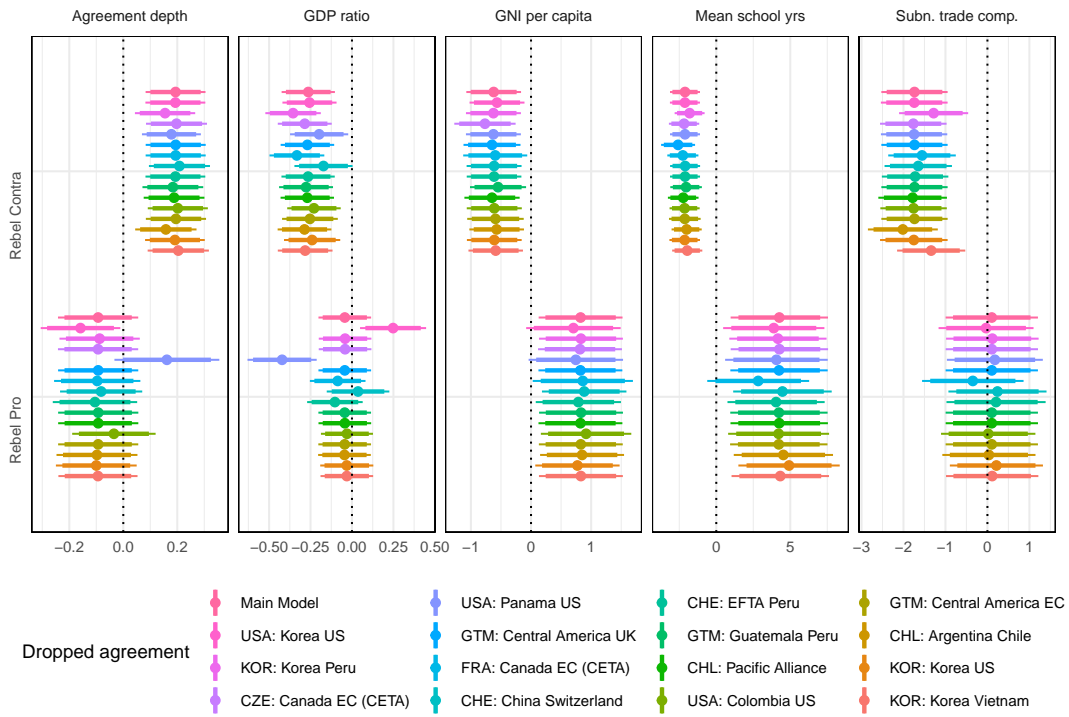 Agreement depth GDP ratio GNI per capita Mean school yrs Subn. trade comp.
Rebel Contra
Rebel Pro
−0.2 0.0 0.2 −0.50 −0.25 0.00 0.25 0.50 −1 0 1 0 5 −3 −2 −1 0 1
Dropped agreement
Main Model
USA: Korea US
KOR: Korea Peru
CZE: Canada EC (CETA)
USA: Panama US
GTM: Central America UK
FRA: Canada EC (CETA)
CHE: China Switzerland
CHE: EFTA Peru
GTM: Guatemala Peru
CHL: Pacific Alliance
USA: Colombia US
GTM: Central America EC
CHL: Argentina Chile
KOR: Korea US
KOR: Korea Vietnam